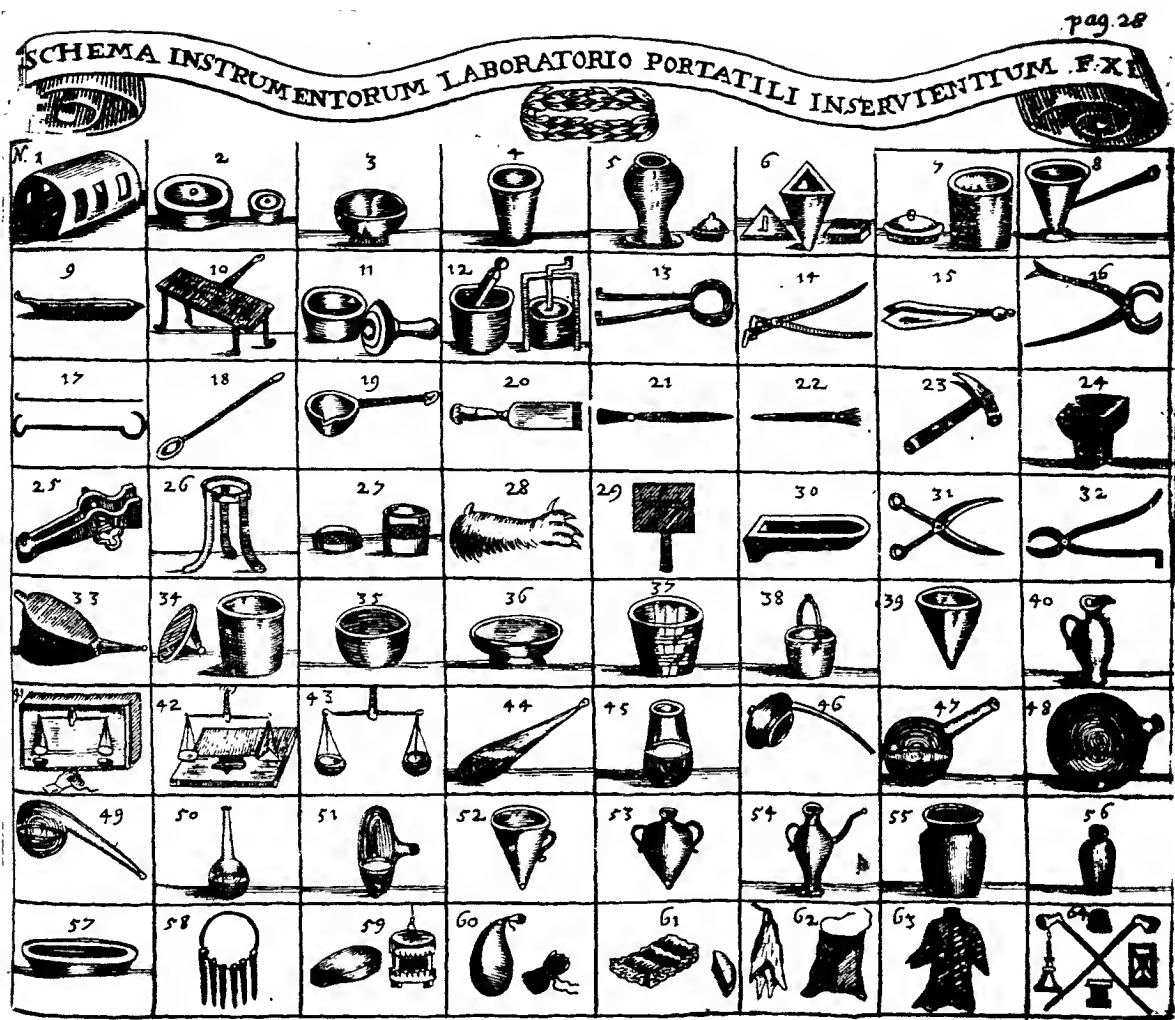 pag. 28
SCHEMA INSTRUMENTORUM LABORATORIO PORTATILI INSERVIENTIUM . F: XI
N. 1 2 3 4 5 6 7 8
9 10 11 12 13 14 15 16
17 18 19 20 21 22 23 24
25 26 27 28 29 30 31 32
33 34 35 36 37 38 39 40
41 42 43 44 45 46 47 48
49 50 51 52 53 54 55 56
57 58 59 60 61 62 63 64